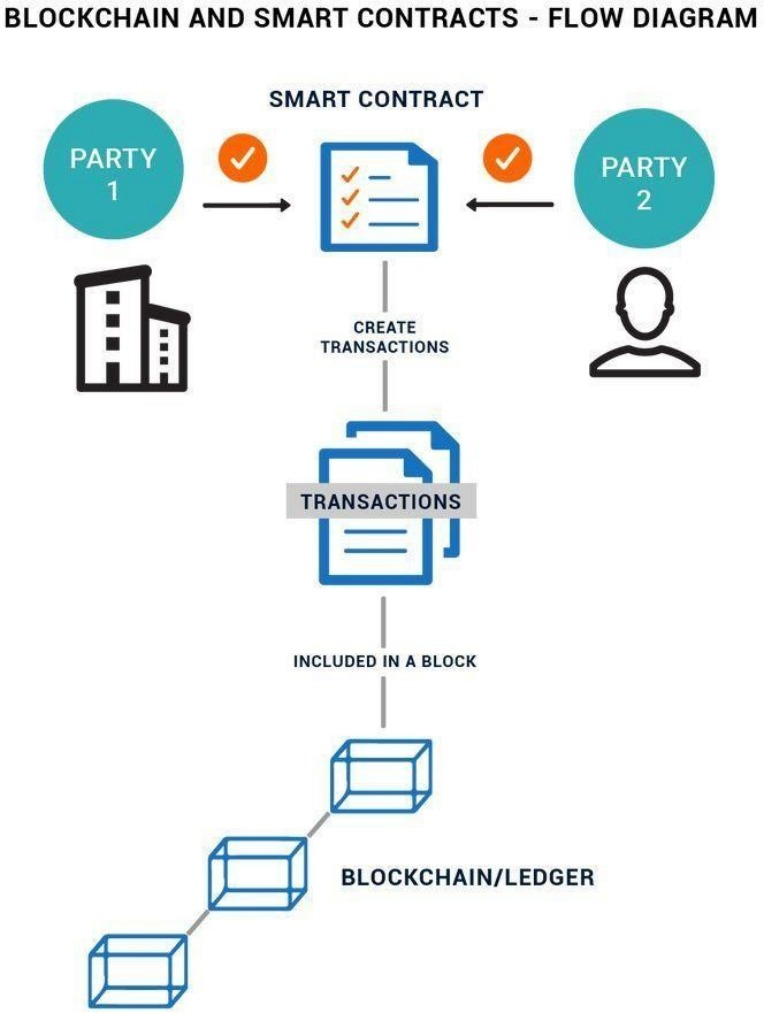 BLOCKCHAIN AND SMART CONTRACTS - FLOW DIAGRAM
SMART CONTRACT
PARTY
1
PARTY
2
CREATE
TRANSACTIONS
TRANSACTIONS
INCLUDED IN A BLOCK
BLOCKCHAIN/LEDGER